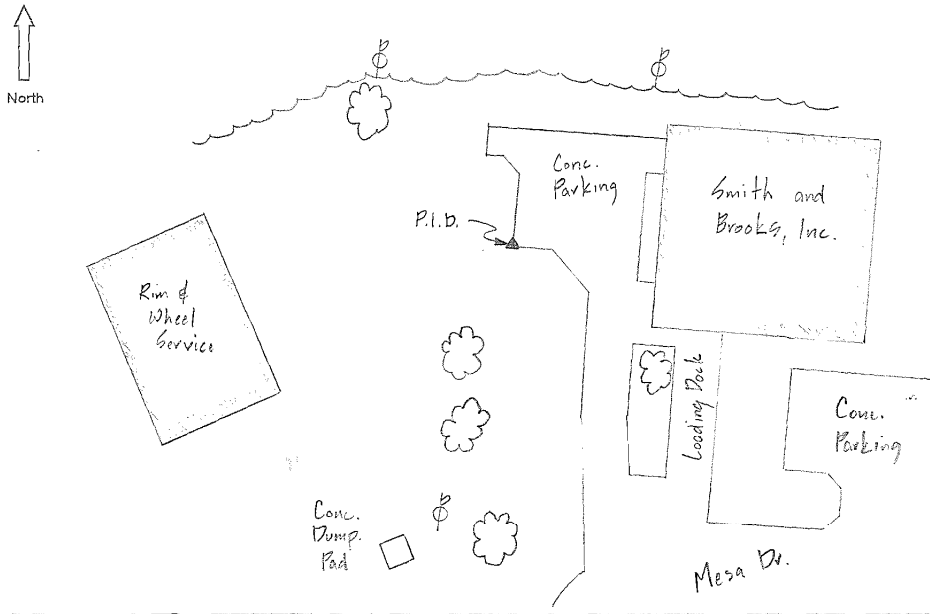 North
Conc.
Parking
Smith and
Brooks, Inc.
P.I.D.
Rim &
Wheel
Service
Loading Dock
Conc.
Parking
Conc.
Dump.
Pad
Mesa Dr.